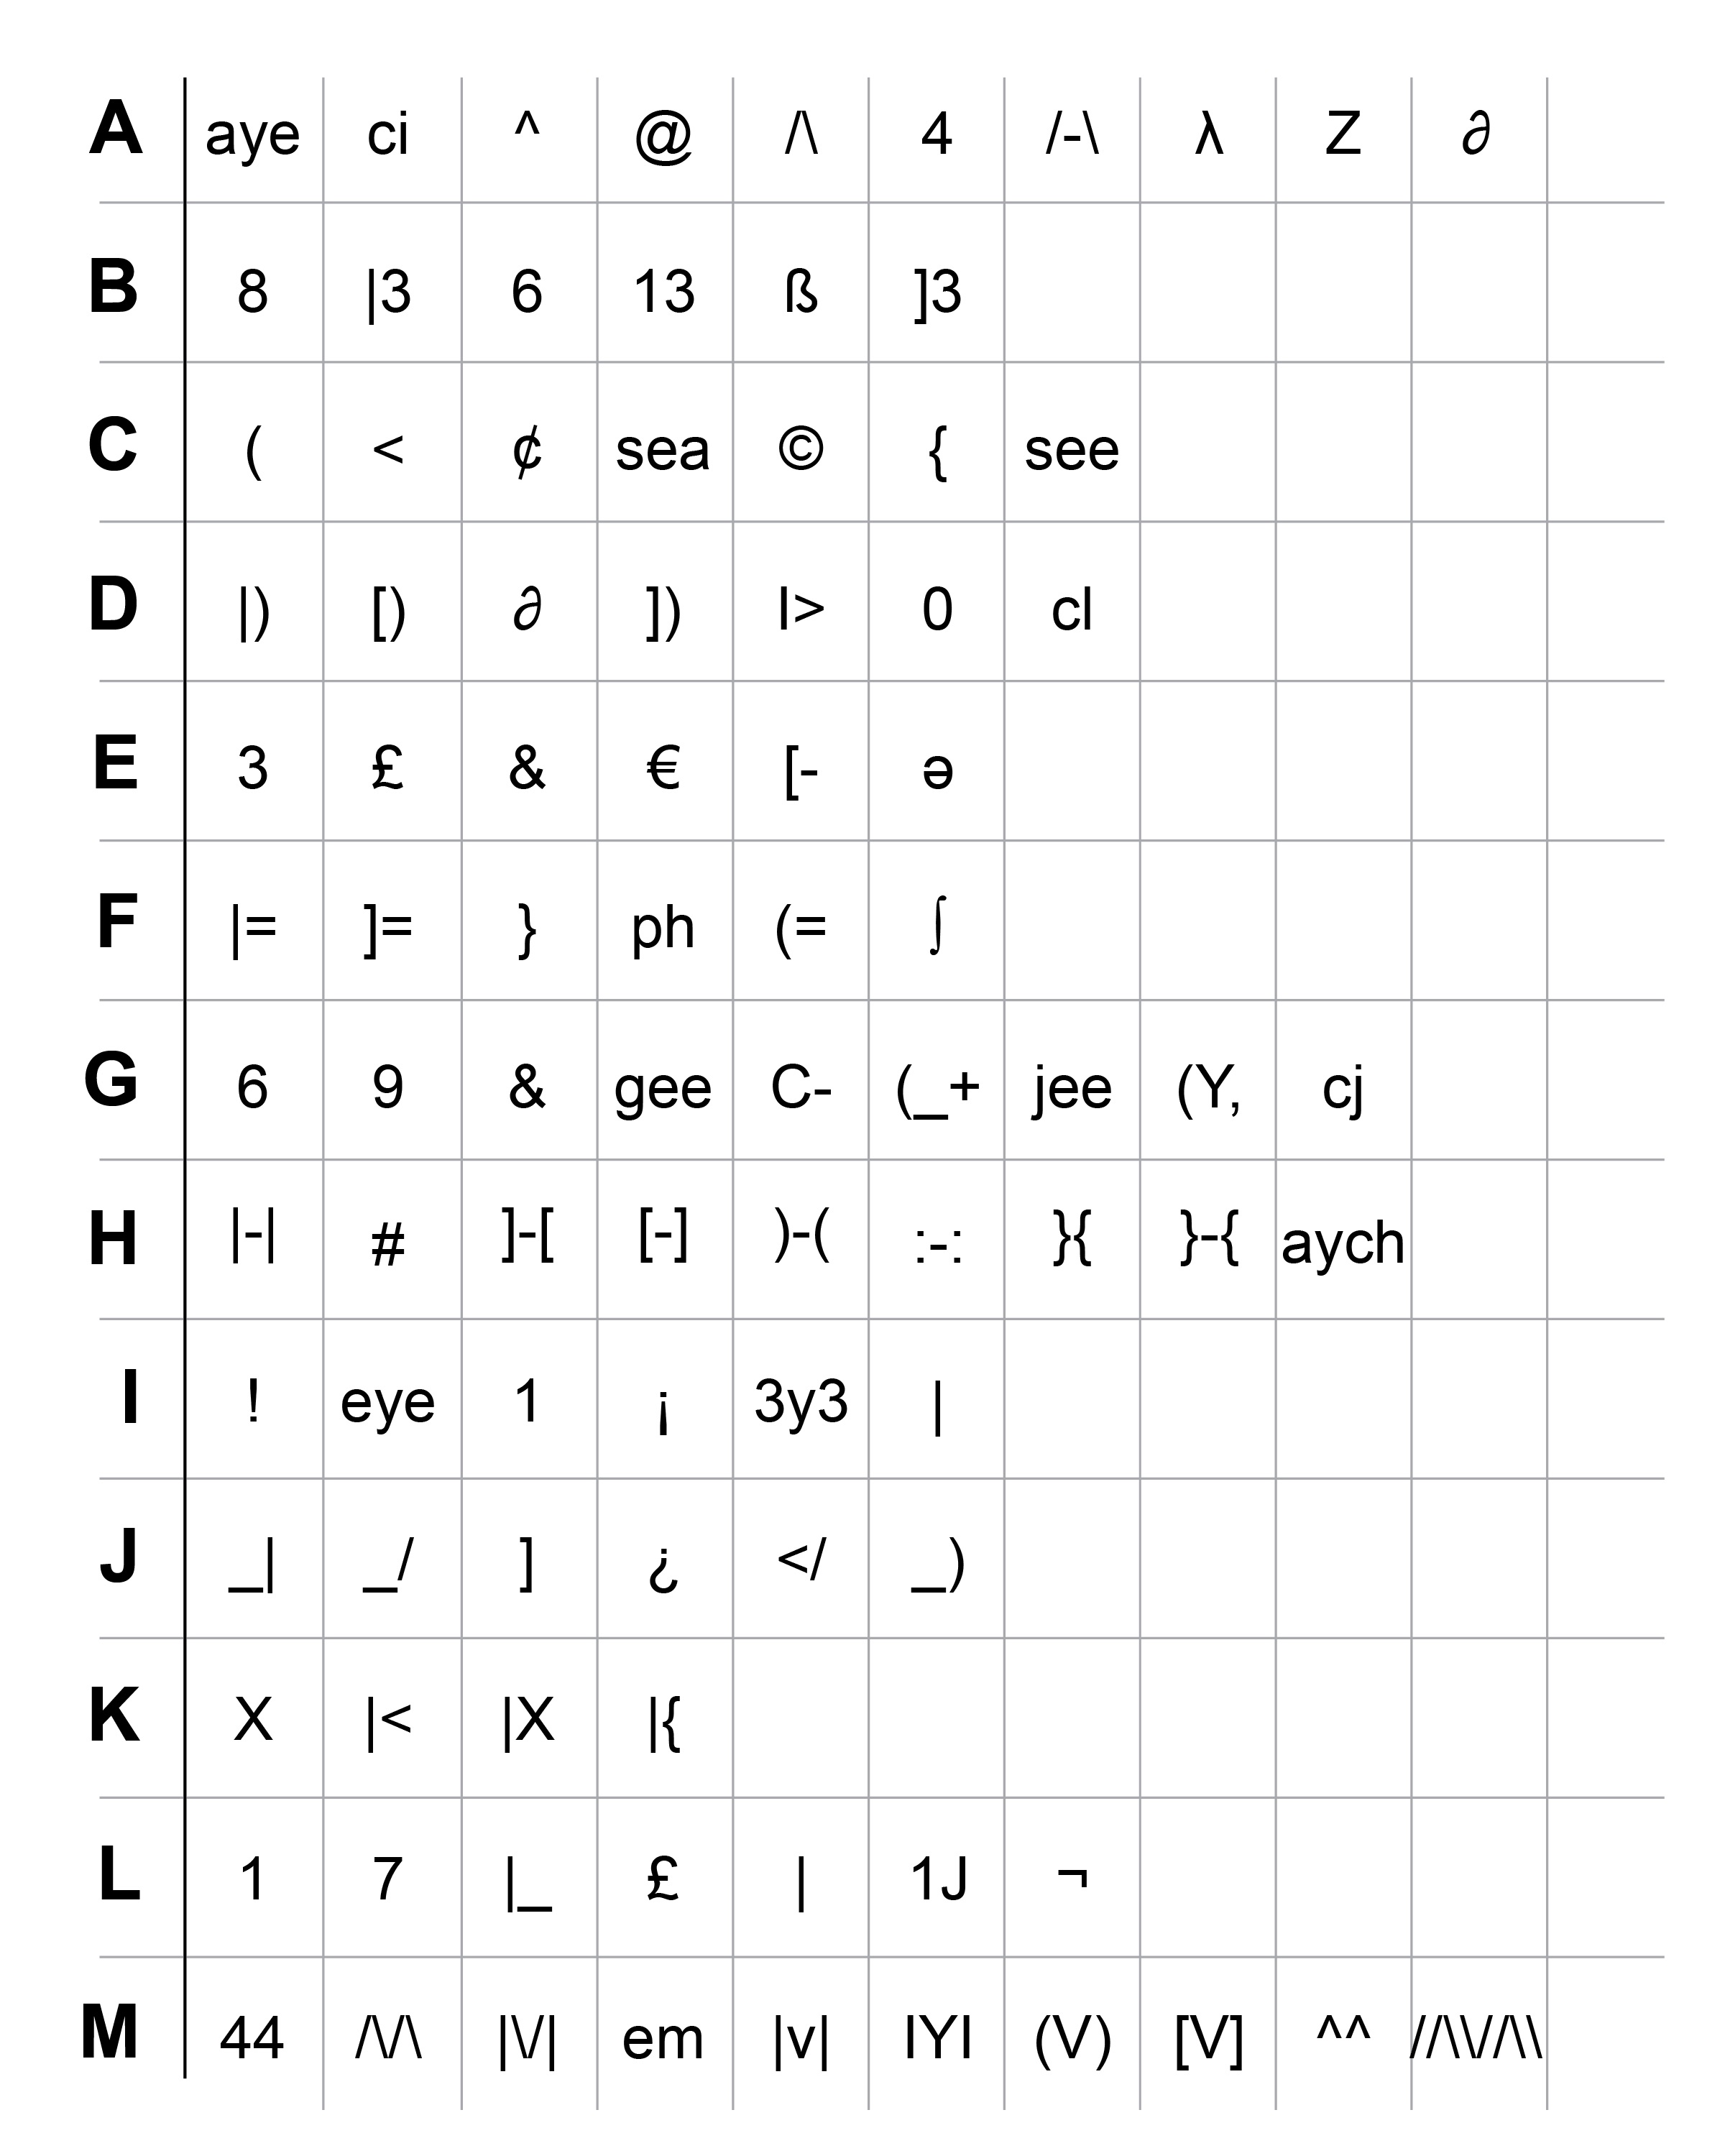 A aye ci ^ @ /\ 4 /-\ λ Z ∂
B 8 |3 6 13 ß ]3
C ( < ¢ sea © { see
D |) [) ∂ ]) I> 0 cl
E 3 £ & € [- ə
F |= ]= } ph (= ∫
G 6 9 & gee C- (_+ jee (Y, cj
H |-| # ]-[ [-] )-( :-: }{ }-{ aych
I ! eye 1 ¡ 3y3 |
J _| _/ ] ¿ </ _)
K X |< |X |{
L 1 7 |_ £ | 1J ¬
M 44 /\/\ |\/| em |v| IYI (V) [V] ^^ //\\//\\